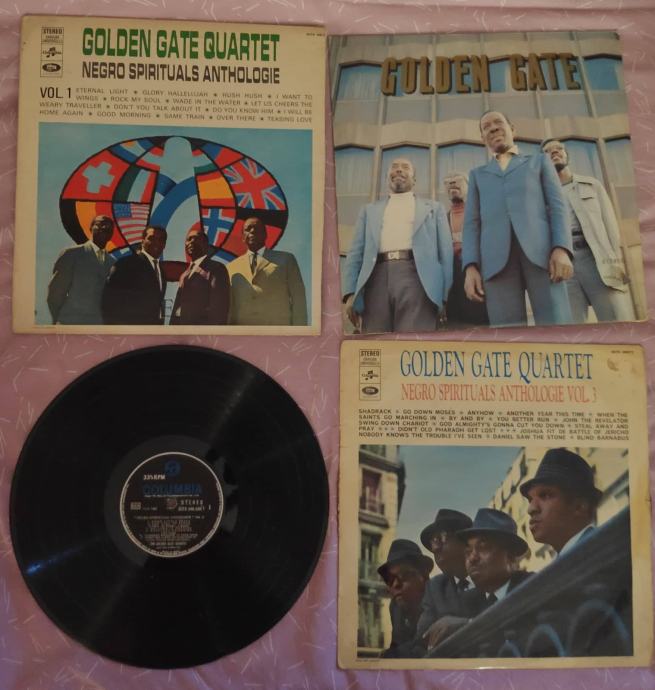 STEREO
COLUMBIA
GOLDEN GATE QUARTET
NEGRO SPIRITUALS ANTHOLOGIE
VOL. 1 ETERNAL LIGHT ★ GLORY HALLELUJAH ★ HUSH HUSH ★ I WANT TO
WINGS ★ ROCK MY SOUL ★ WADE IN THE WATER ★ LET US CHEERS THE
WEARY TRAVELLER ★ DON'T YOU TALK ABOUT IT ★ DO YOU KNOW HIM ★ I WILL BE
HOME AGAIN ★ GOOD MORNING ★ SAME TRAIN ★ OVER THERE ★ TEASING LOVE
GOLDEN GATE
33⅓ RPM
COLUMBIA
STEREO
STEREO
GOLDEN GATE QUARTET
NEGRO SPIRITUALS ANTHOLOGIE VOL. 3
SHADRACK ★ GO DOWN MOSES ★ ANYHOW ★ ANOTHER YEAR THIS TIME ★ WHEN THE
SAINTS GO MARCHING IN ★ BY AND BY ★ YOU BETTER RUN ★ JOHN THE REVELATOR
SWING DOWN CHARIOT ★ GOD ALMIGHTY'S GONNA CUT YOU DOWN ★ STEAL AWAY AND
PRAY ★★★ DIDN'T OLD PHARAOH GET LOST ★★★ JOSHUA FIT DE BATTLE OF JERICHO
NOBODY KNOWS THE TROUBLE I'VE SEEN ★ DANIEL SAW THE STONE ★ BLIND BARNABUS